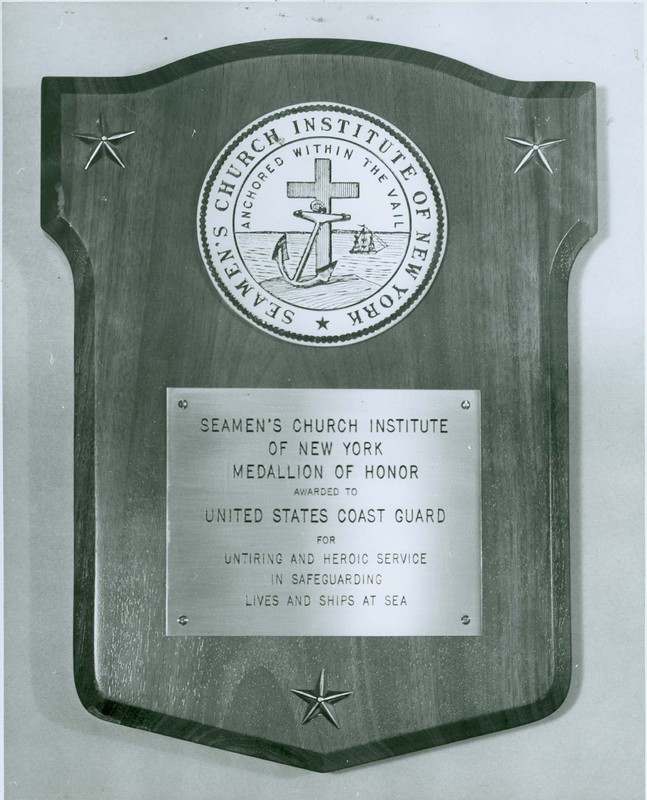 SEAMEN'S CHURCH INSTITUTE OF NEW YORK
ANCHORED WITHIN THE VAIL
SEAMEN'S CHURCH INSTITUTE
OF NEW YORK
MEDALLION OF HONOR
AWARDED TO
UNITED STATES COAST GUARD
FOR
UNTIRING AND HEROIC SERVICE
IN SAFEGUARDING
LIVES AND SHIPS AT SEA